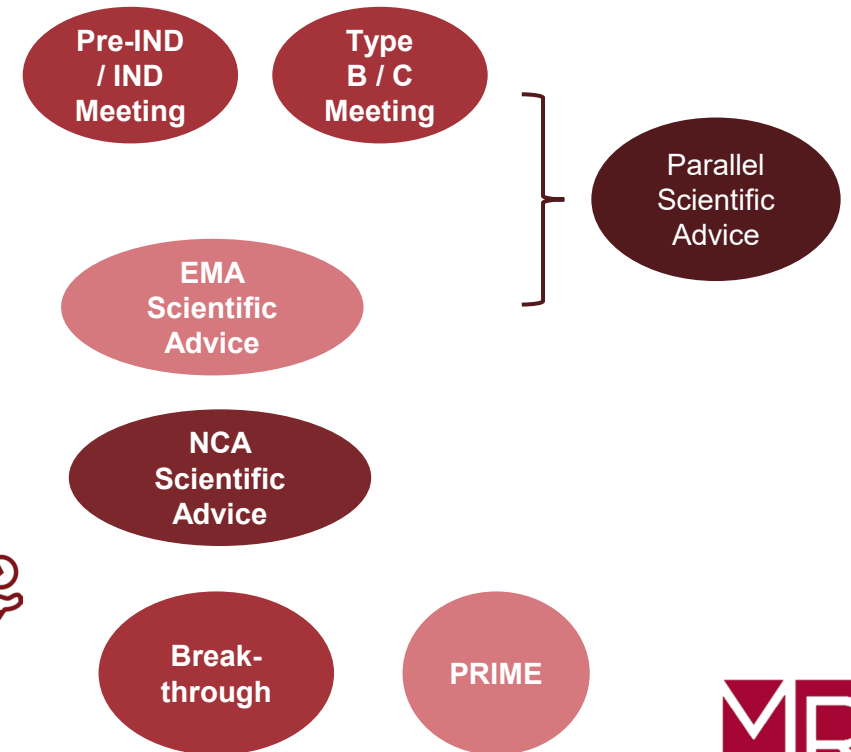 Pre-IND
/ IND
Meeting
Type
B / C
Meeting
Parallel
Scientific
Advice
EMA
Scientific
Advice
NCA
Scientific
Advice
Break-
through
PRIME